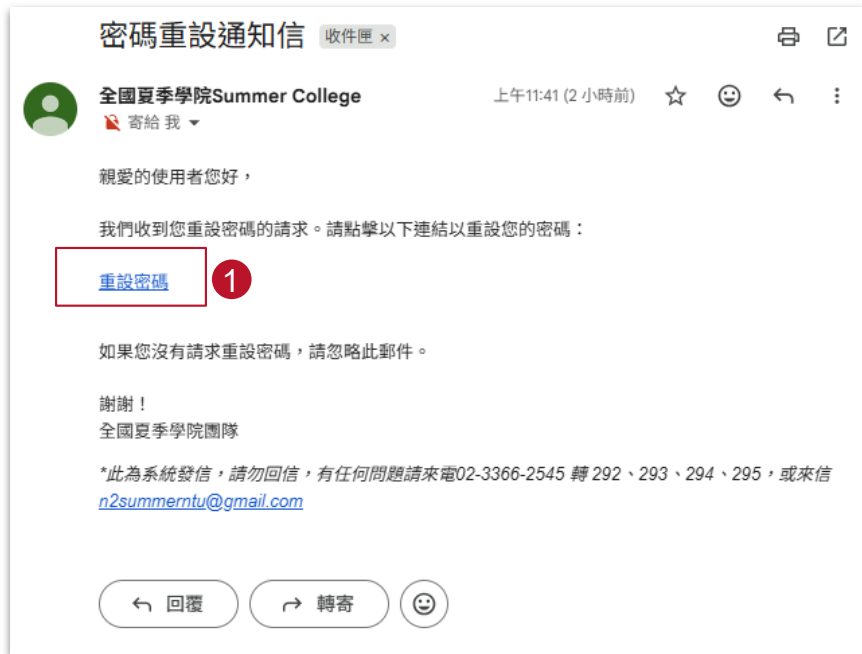 密碼重設通知信 收件匣 ×
全國夏季學院Summer College 上午11:41 (2 小時前)
寄給 我
親愛的使用者您好，
我們收到您重設密碼的請求。請點擊以下連結以重設您的密碼：
重設密碼 1
如果您沒有請求重設密碼，請忽略此郵件。
謝謝！
全國夏季學院團隊
*此為系統發信，請勿回信，有任何問題請來電02-3366-2545 轉 292、293、294、295，或來信
n2summerntu@gmail.com
回覆 轉寄